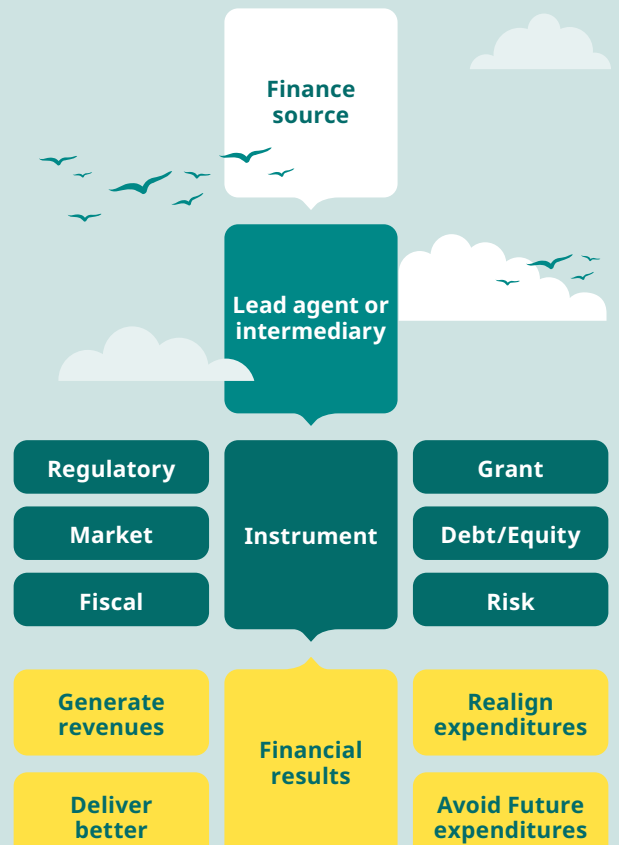 Finance
source
Lead agent or
intermediary
Regulatory
Market
Fiscal
Instrument
Grant
Debt/Equity
Risk
Generate
revenues
Deliver
better
Financial
results
Realign
expenditures
Avoid Future
expenditures